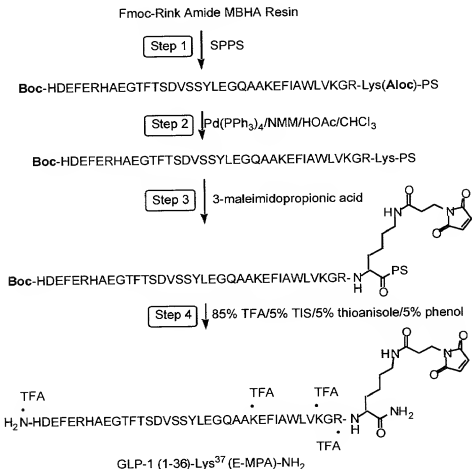 Fmoc-Rink Amide MBHA Resin
Step 1 SPPS
Boc-HDEFERHAEGTFTSDVSSYLEGQAAKEFIAWLVKGR-Lys(Aloc)-PS
Step 2 Pd(PPh3)4/NMM/HOAc/CHCl3
Boc-HDEFERHAEGTFTSDVSSYLEGQAAKEFIAWLVKGR-Lys-PS
Step 3 3-maleimidopropionic acid
O
NH
N
O
O
Boc-HDEFERHAEGTFTSDVSSYLEGQAAKEFIAWLVKGR- N H
PS
O
Step 4 85% TFA/5% TIS/5% thioanisole/5% phenol
O
NH
N
O
O
TFA TFA TFA
H2N-HDEFERHAEGTFTSDVSSYLEGQAAKEFIAWLVKGR- N H
NH2
O
TFA
GLP-1 (1-36)-Lys37 (E-MPA)-NH2